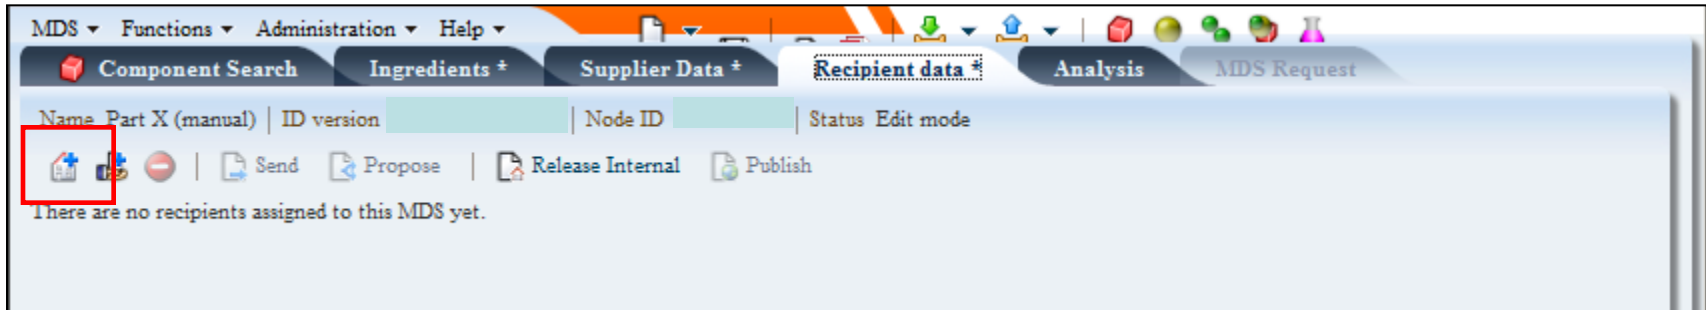 MDS Functions Administration Help
Component Search Ingredients * Supplier Data * Recipient data * Analysis MDS Request
Name Part X (manual) | ID version | Node ID | Status Edit mode
Send Propose | Release Internal Publish
There are no recipients assigned to this MDS yet.